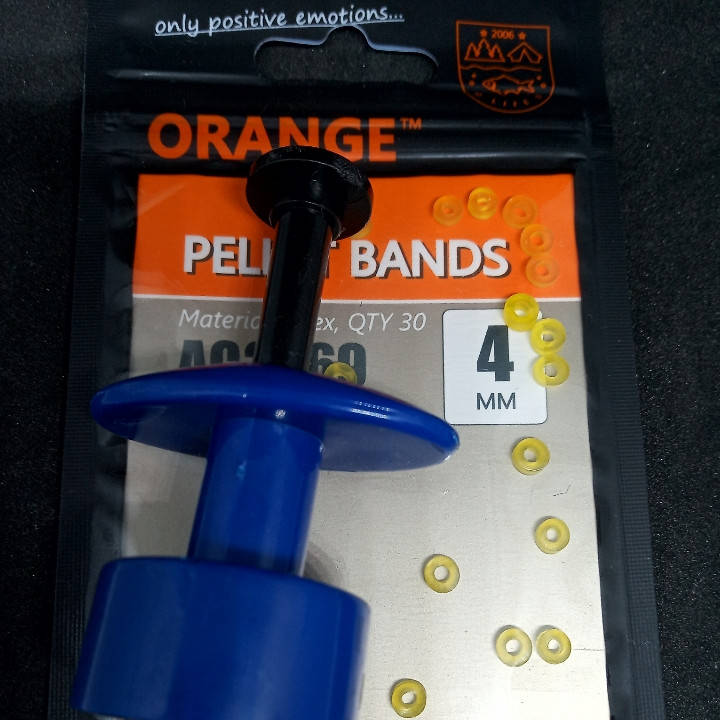 only positive emotions...
★ 2006 ★
ORANGE™
BANDS
QTY 30
4
MM